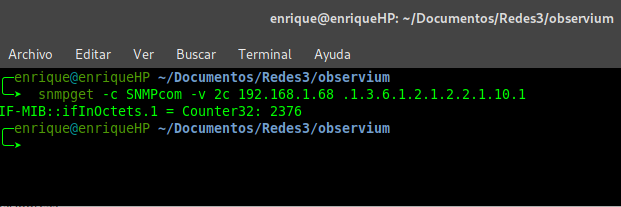 enrique@enriqueHP: ~/Documentos/Redes3/observium
Archivo Editar Ver Buscar Terminal Ayuda
enrique@enriqueHP ~/Documentos/Redes3/observium
snmpget -c SNMPcom -v 2c 192.168.1.68 .1.3.6.1.2.1.2.2.1.10.1
IF-MIB::ifInOctets.1 = Counter32: 2376
enrique@enriqueHP ~/Documentos/Redes3/observium